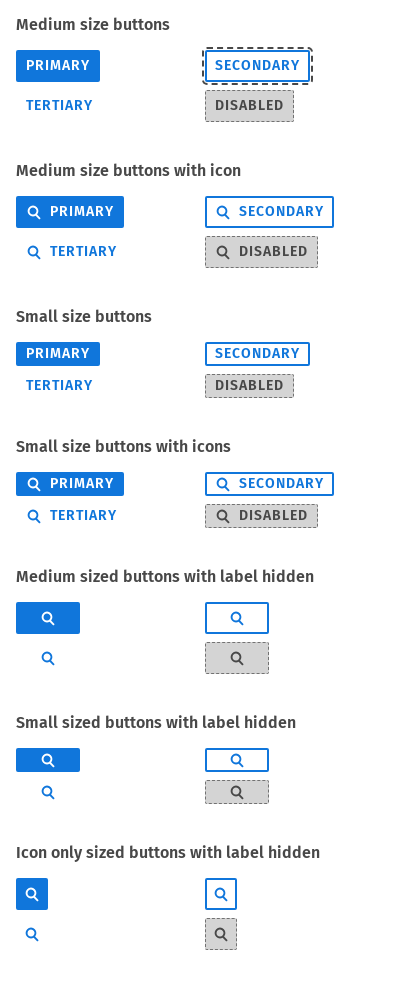 Medium size buttons
PRIMARY
SECONDARY
TERTIARY
DISABLED
Medium size buttons with icon
PRIMARY
SECONDARY
TERTIARY
DISABLED
Small size buttons
PRIMARY
SECONDARY
TERTIARY
DISABLED
Small size buttons with icons
PRIMARY
SECONDARY
TERTIARY
DISABLED
Medium sized buttons with label hidden
Small sized buttons with label hidden
Icon only sized buttons with label hidden